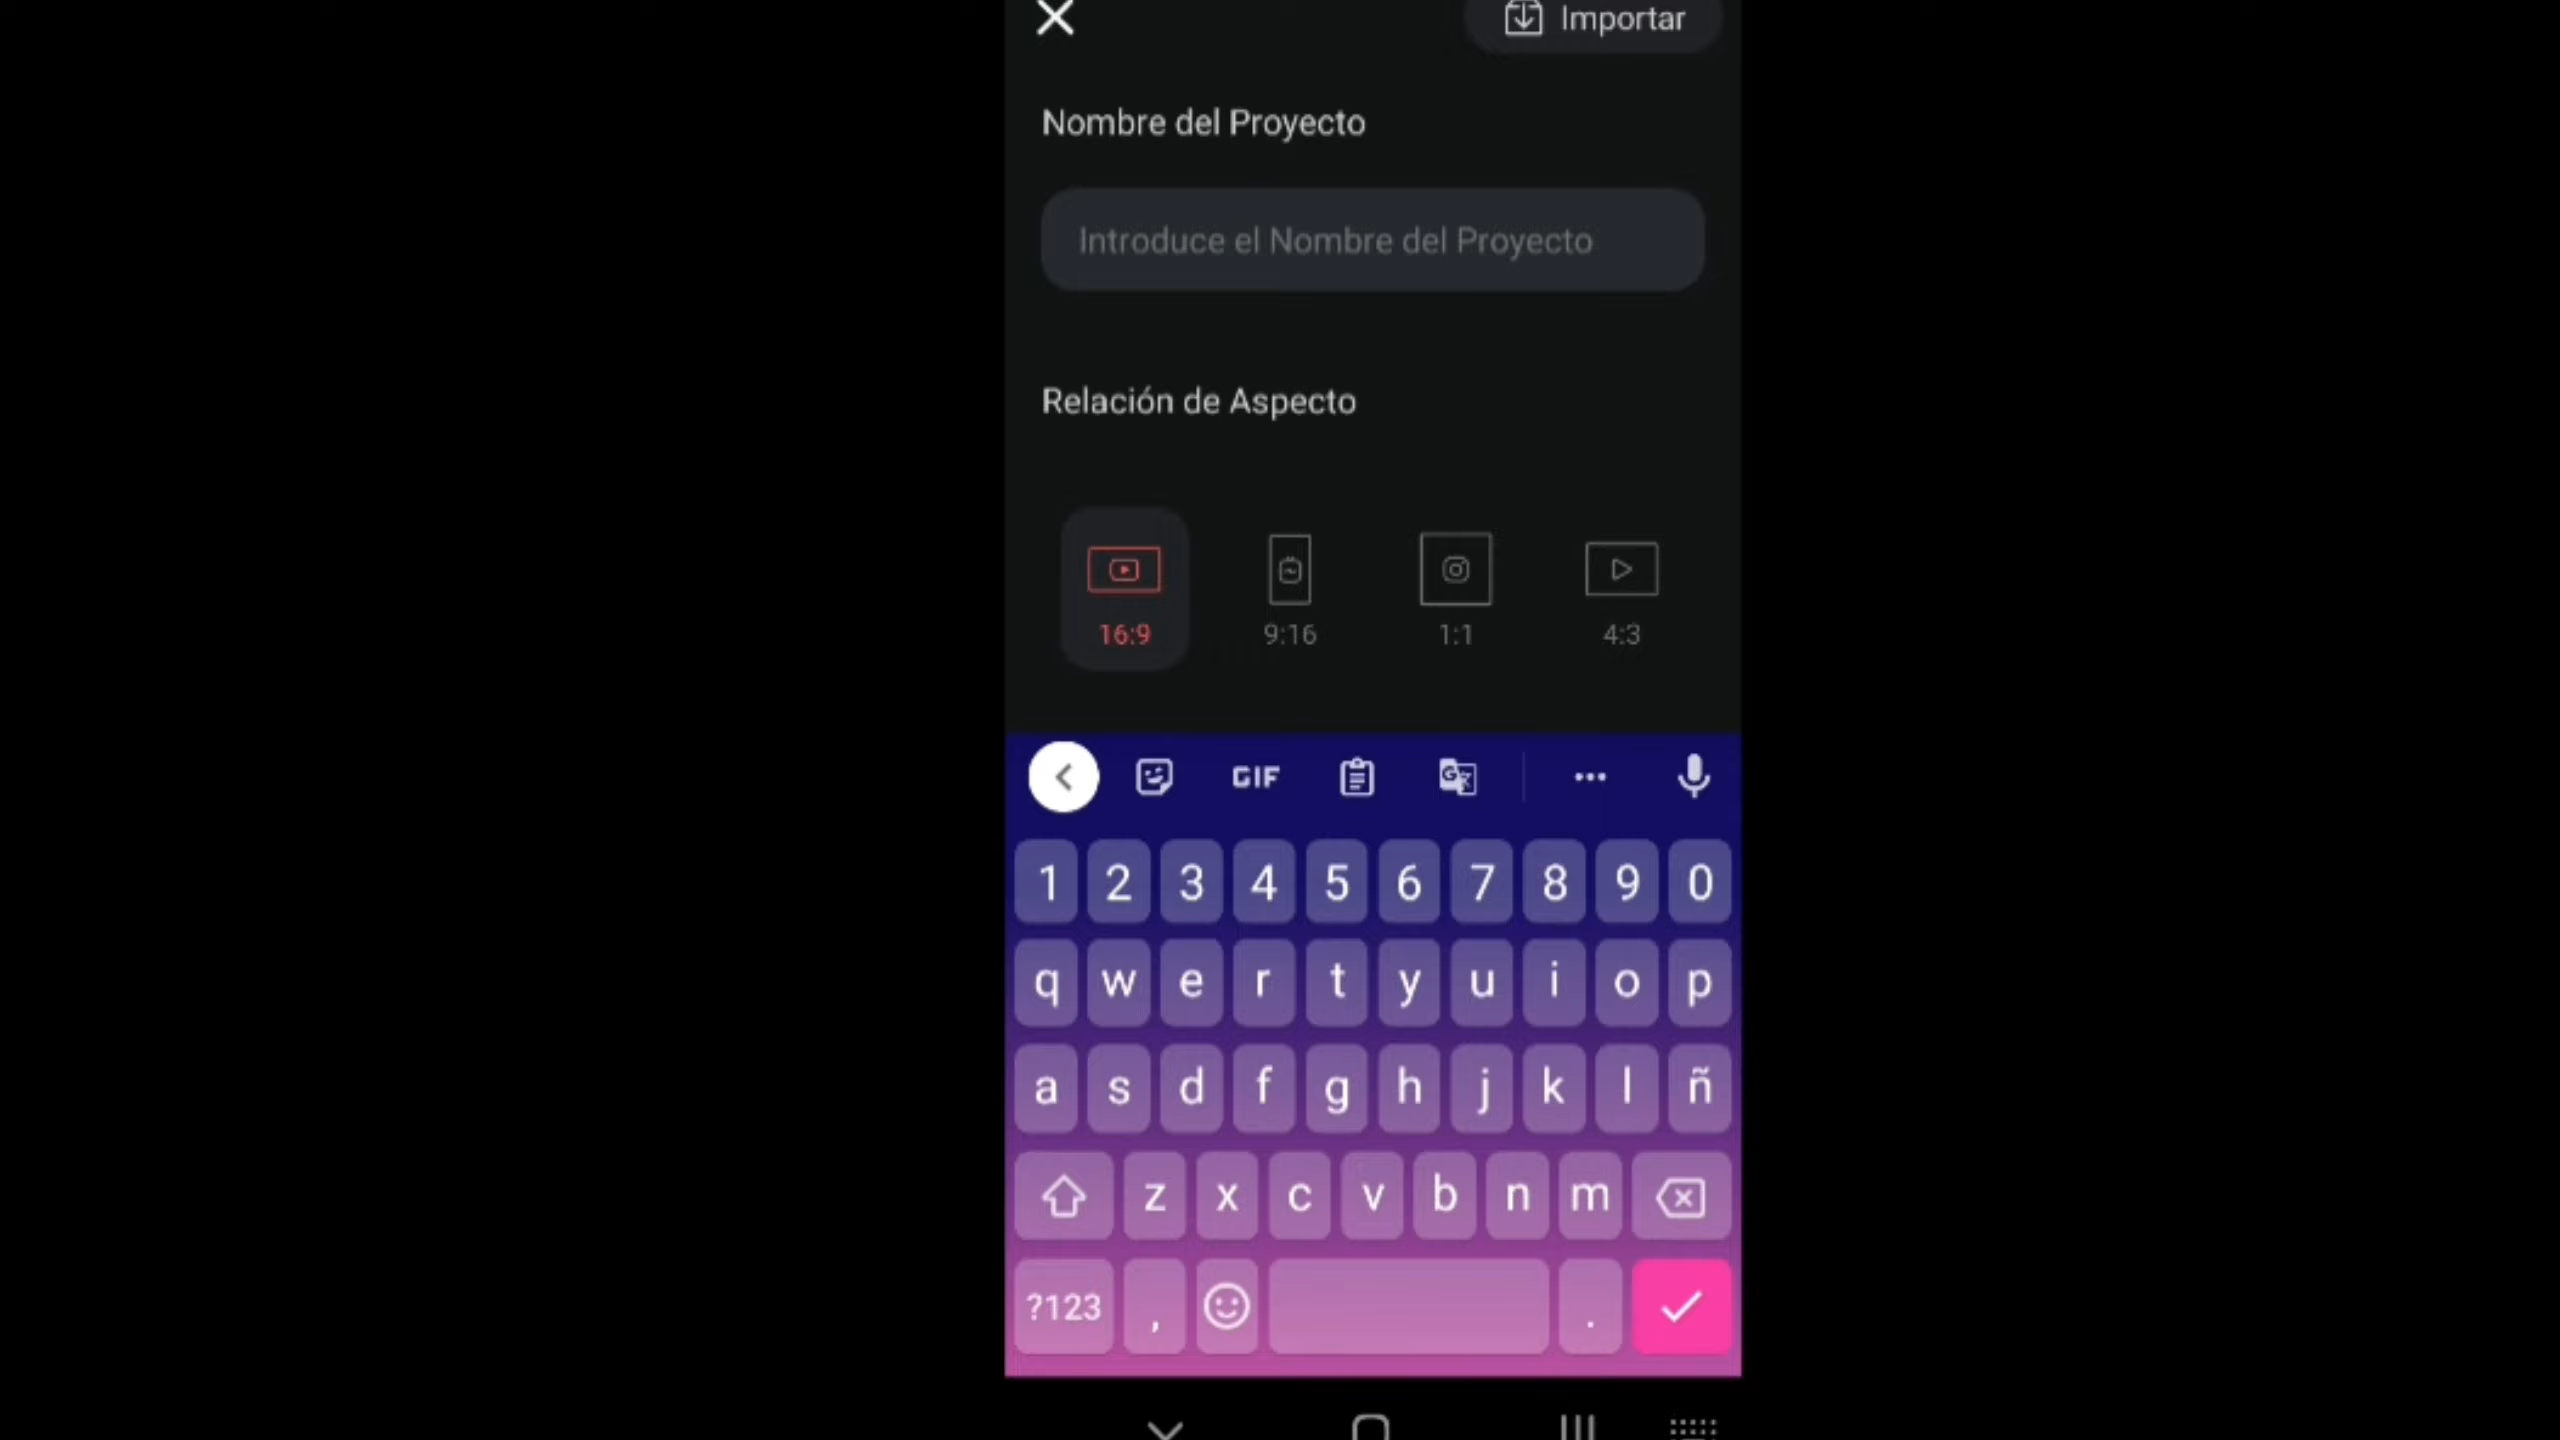 Importar
Nombre del Proyecto
Introduce el Nombre del Proyecto
Relación de Aspecto
16:9 9:16 1:1 4:3
GIF
1 2 3 4 5 6 7 8 9 0
q w e r t y u i o p
a s d f g h j k l ñ
z x c v b n m
?123 , .